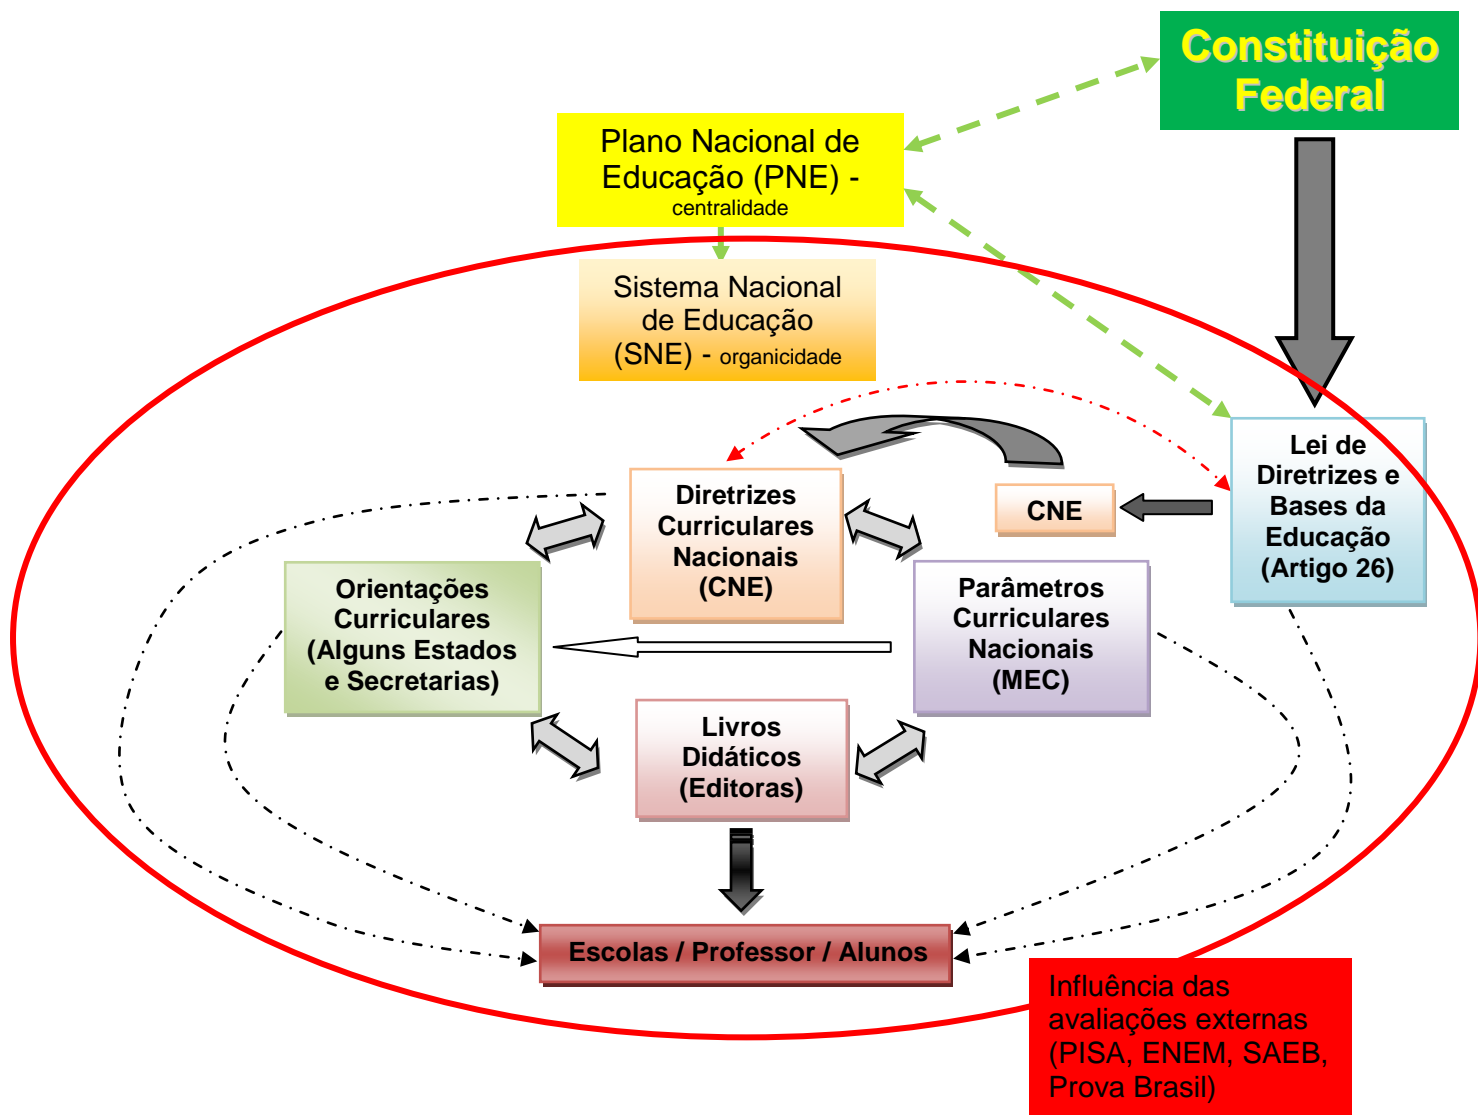 Constituição
Federal
Plano Nacional de
Educação (PNE) -
centralidade
Sistema Nacional
de Educação
(SNE) - organicidade
Lei de
Diretrizes e
Bases da
Educação
(Artigo 26)
CNE
Diretrizes
Curriculares
Nacionais
(CNE)
Orientações
Curriculares
(Alguns Estados
e Secretarias)
Parâmetros
Curriculares
Nacionais
(MEC)
Livros
Didáticos
(Editoras)
Escolas / Professor / Alunos
Influência das
avaliações externas
(PISA, ENEM, SAEB,
Prova Brasil)